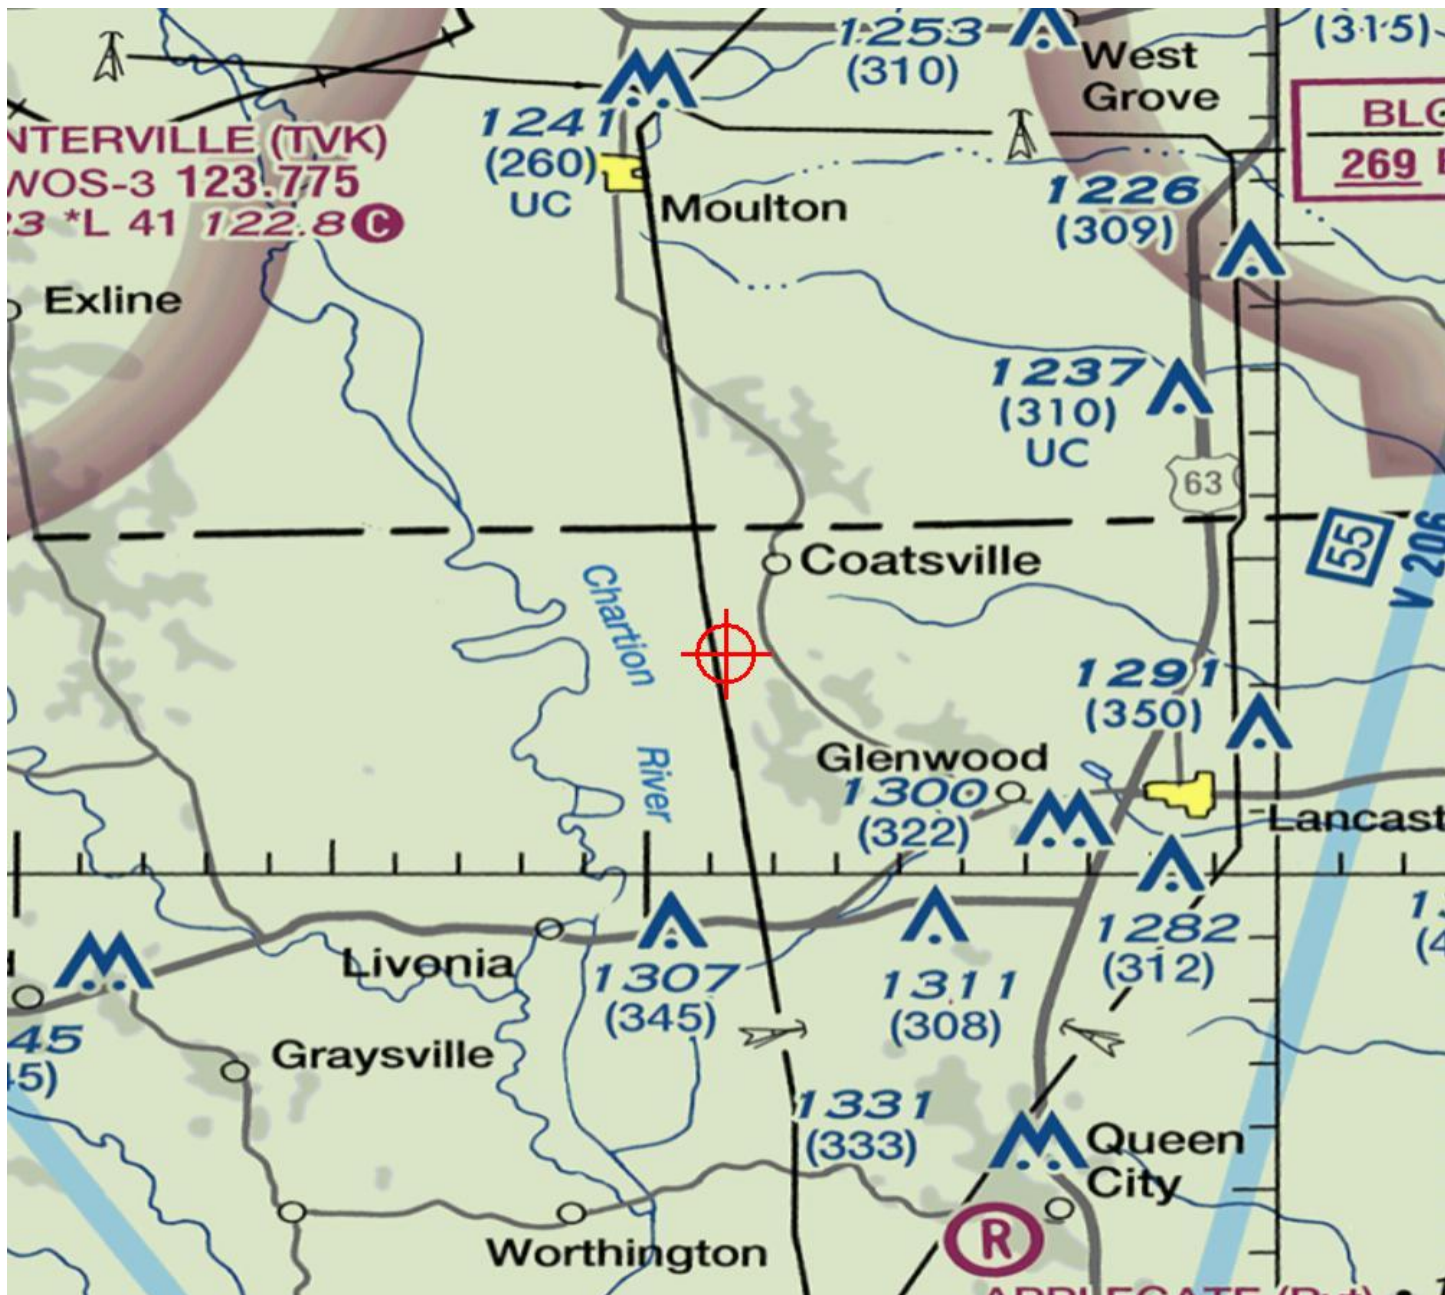 1253
(310)
(315)
West
Grove
NTERVILLE (TVK)
WOS-3 123.775
*L 41 122.8 C
1241
(260)
UC
Moulton
1226
(309)
269
Exline
1237
(310)
UC
63
55
V 206
Coatsville
Chartion
River
1291
(350)
Glenwood
1300
(322)
Lancast
1282
(312)
Livonia
1307
(345)
1311
(308)
45
Graysville
1331
(333)
Queen
City
Worthington
R